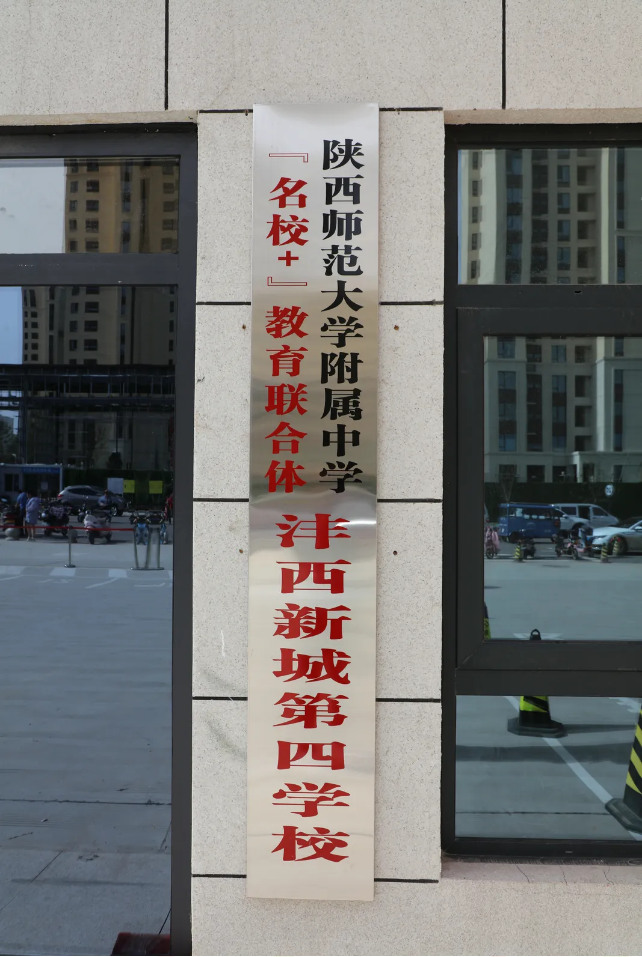 陕西师范大学附属中学
『名校+』教育联合体
沣西新城第四学校